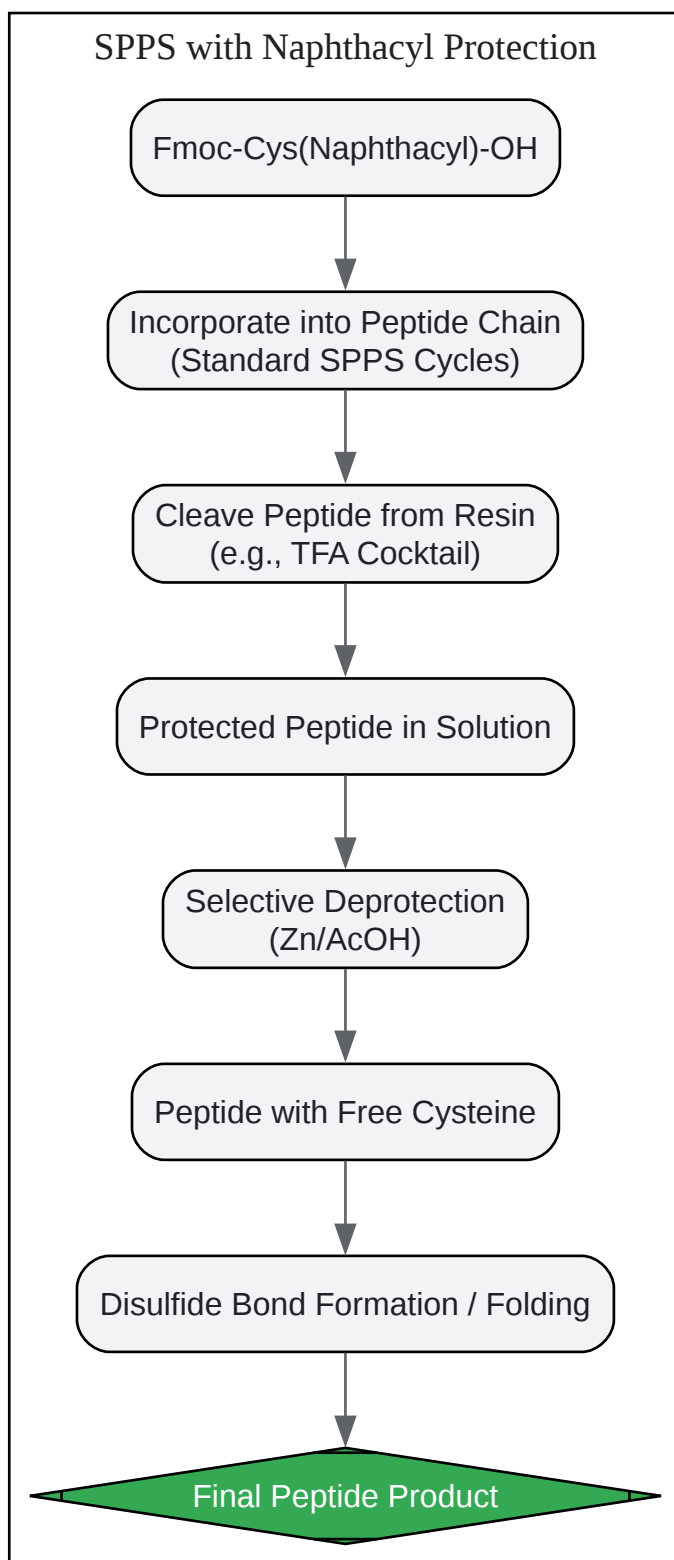 SPPS with Naphthacyl Protection
Fmoc-Cys(Naphthacyl)-OH
Incorporate into Peptide Chain
(Standard SPPS Cycles)
Cleave Peptide from Resin
(e.g., TFA Cocktail)
Protected Peptide in Solution
Selective Deprotection
(Zn/AcOH)
Peptide with Free Cysteine
Disulfide Bond Formation / Folding
Final Peptide Product